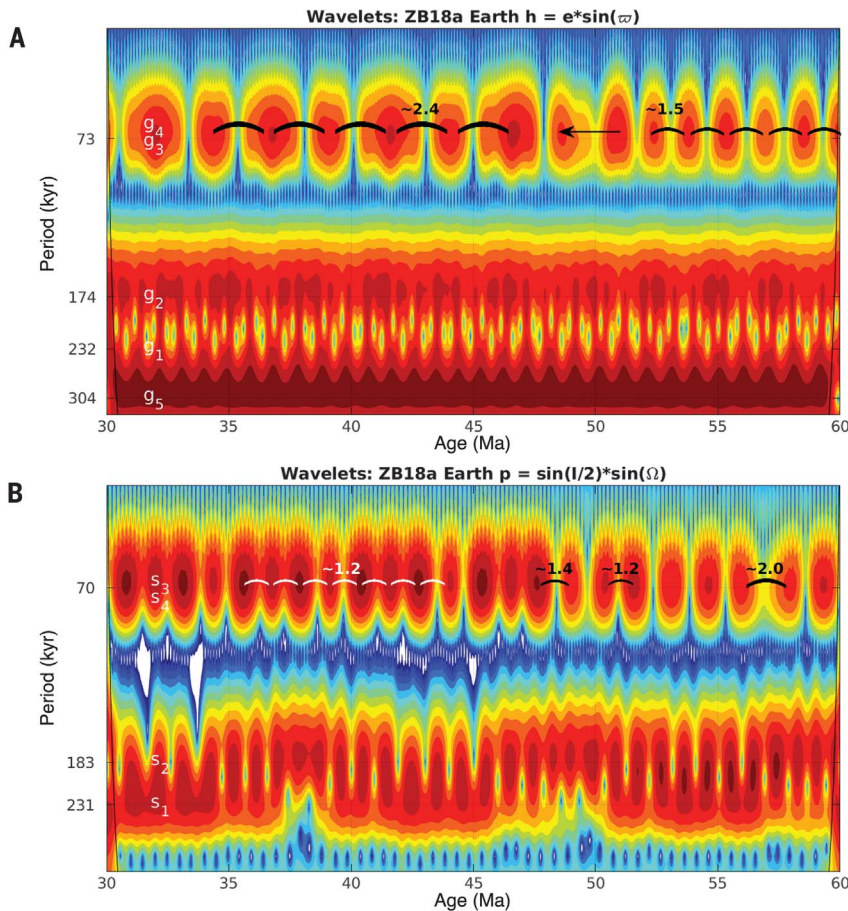 A
Wavelets: ZB18a Earth h = e*sin(ϖ)
Period (kyr)
73
174
232
304
g4
g3
g2
g1
g5
~2.4
~1.5
30 35 40 45 50 55 60
Age (Ma)
B
Wavelets: ZB18a Earth p = sin(I/2)*sin(Ω)
Period (kyr)
70
183
231
s3
s4
s2
s1
~1.2
~1.4
~1.2
~2.0
30 35 40 45 50 55 60
Age (Ma)